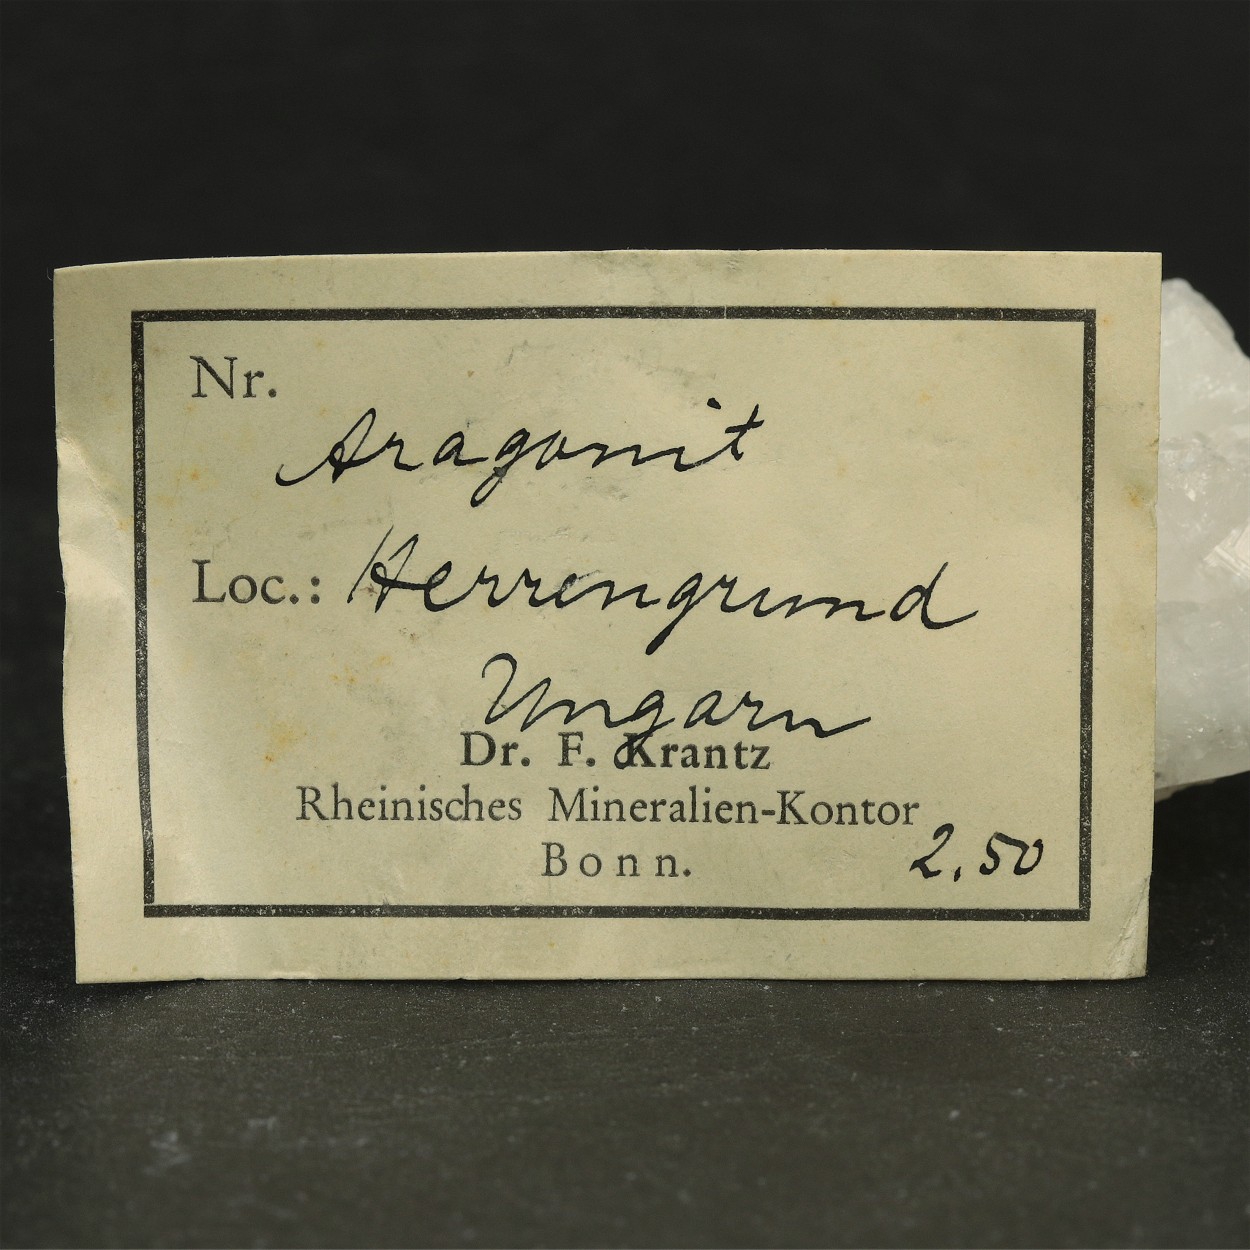 Nr.
Aragonit
Loc.: Herrengrund
Ungarn
Dr. F. Krantz
Rheinisches Mineralien-Kontor
Bonn.
2.50